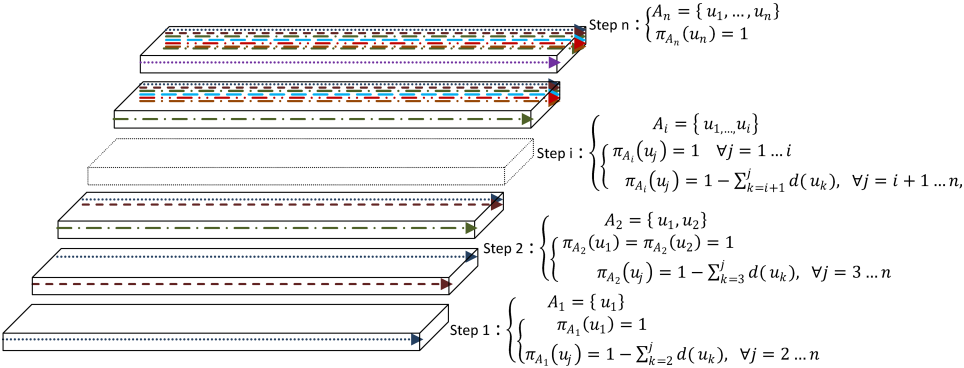 Step n : {A_n = { u_1, … , u_n}
π_{A_n}(u_n) = 1
A_i = { u_{1,…,}u_i}
Step i : π_{A_i}(u_j) = 1 ∀j = 1 … i
π_{A_i}(u_j) = 1 − ∑_{k=i+1}^{j} d( u_k), ∀j = i + 1 … n,
A_2 = { u_1, u_2}
Step 2 : π_{A_2}(u_1) = π_{A_2}(u_2) = 1
π_{A_2}(u_j) = 1 − ∑_{k=3}^{j} d( u_k), ∀j = 3 … n
A_1 = { u_1}
Step 1 : π_{A_1}(u_1) = 1
π_{A_1}(u_j) = 1 − ∑_{k=2}^{j} d( u_k), ∀j = 2 … n